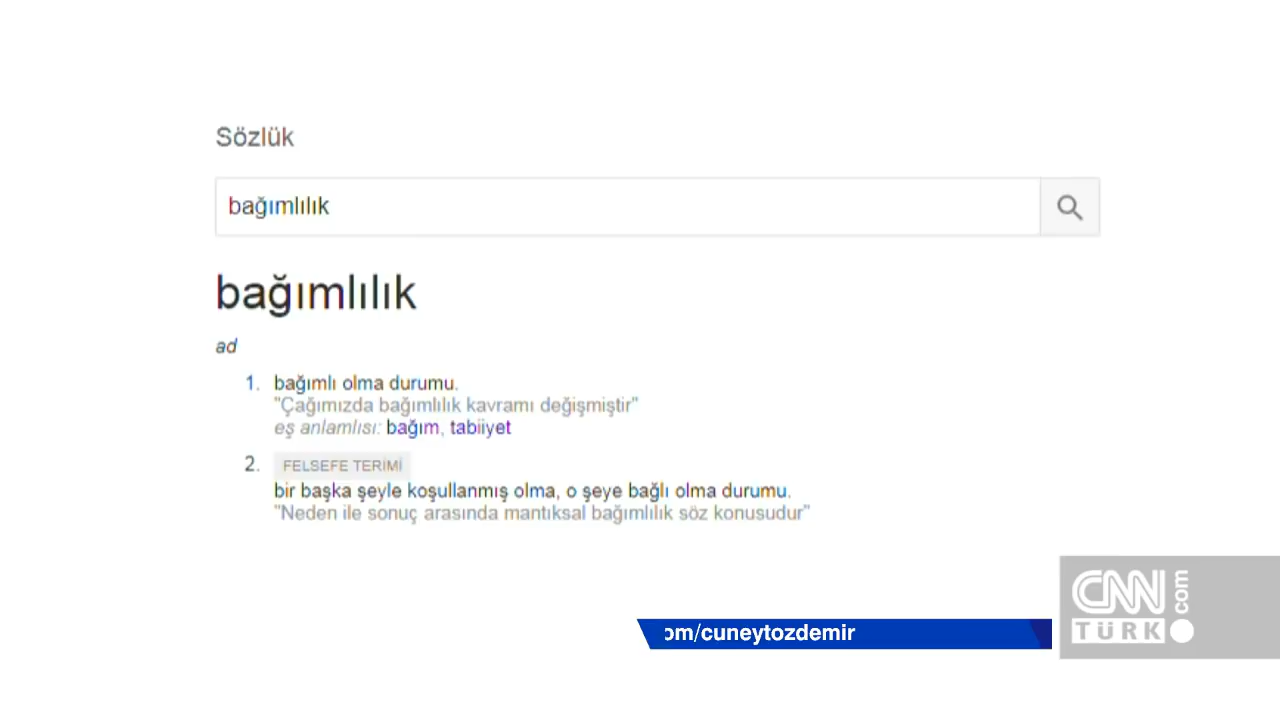 Sözlük
bağımlılık
bağımlılık
ad
1. bağımlı olma durumu.
"Çağımızda bağımlılık kavramı değişmiştir"
eş anlamlısı: bağım, tabiiyet
2. FELSEFE TERİMİ
bir başka şeyle koşullanmış olma, o şeye bağlı olma durumu.
"Neden ile sonuç arasında mantıksal bağımlılık söz konusudur"
om/cuneytozdemir
CNN
TÜRK
com